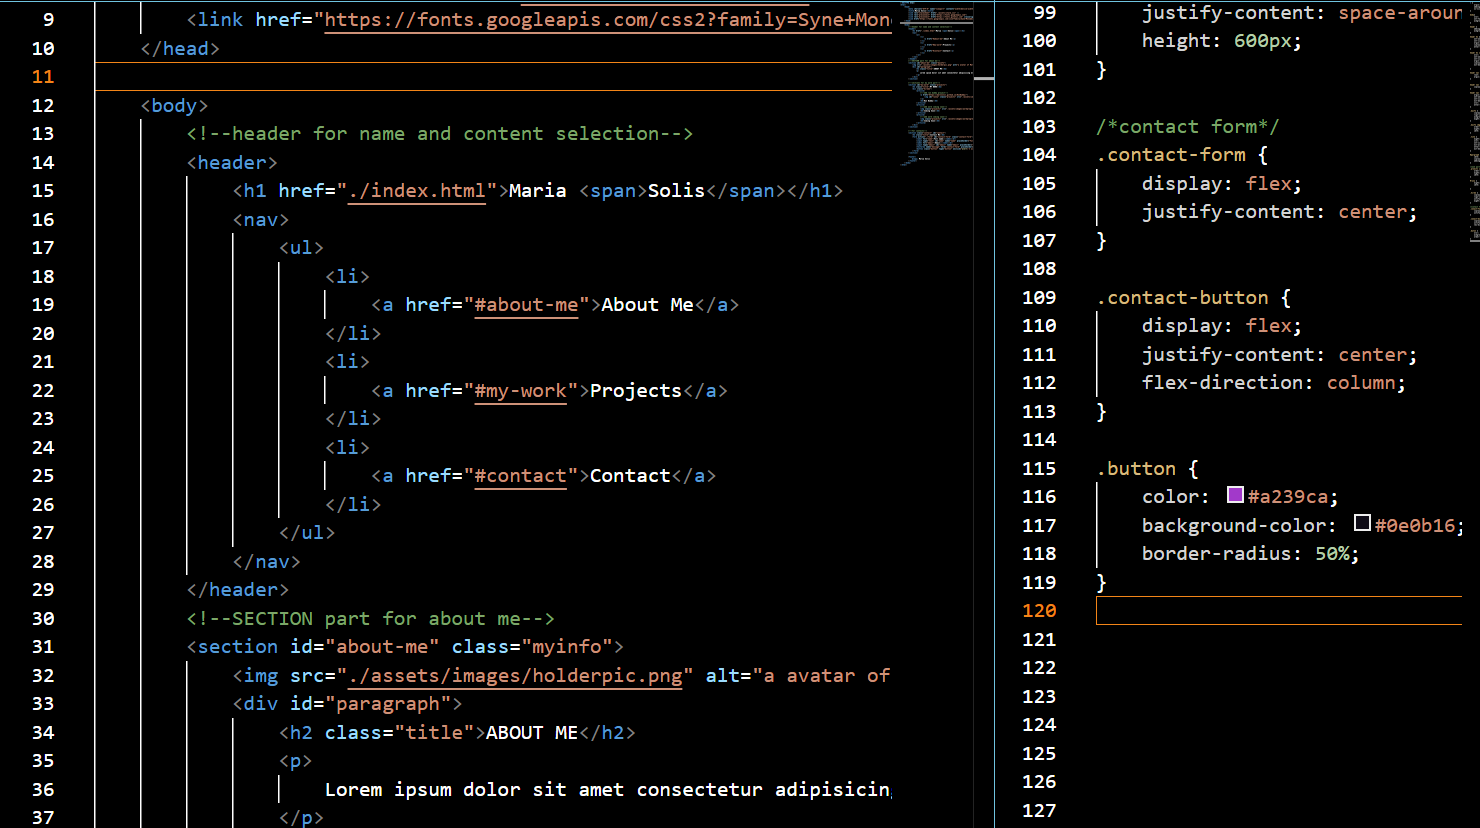 9 <link href="https://fonts.googleapis.com/css2?family=Syne+Mono
10 </head>
11
12 <body>
13 <!--header for name and content selection-->
14 <header>
15 <h1 href="./index.html">Maria <span>Solis</span></h1>
16 <nav>
17 <ul>
18 <li>
19 <a href="#about-me">About Me</a>
20 </li>
21 <li>
22 <a href="#my-work">Projects</a>
23 </li>
24 <li>
25 <a href="#contact">Contact</a>
26 </li>
27 </ul>
28 </nav>
29 </header>
30 <!--SECTION part for about me-->
31 <section id="about-me" class="myinfo">
32 <img src="./assets/images/holderpic.png" alt="a avatar of
33 <div id="paragraph">
34 <h2 class="title">ABOUT ME</h2>
35 <p>
36 Lorem ipsum dolor sit amet consectetur adipisicin
37 </p>
99 justify-content: space-aroun
100 height: 600px;
101 }
102
103 /*contact form*/
104 .contact-form {
105 display: flex;
106 justify-content: center;
107 }
108
109 .contact-button {
110 display: flex;
111 justify-content: center;
112 flex-direction: column;
113 }
114
115 .button {
116 color: #a239ca;
117 background-color: #0e0b16;
118 border-radius: 50%;
119 }
120
121
122
123
124
125
126
127